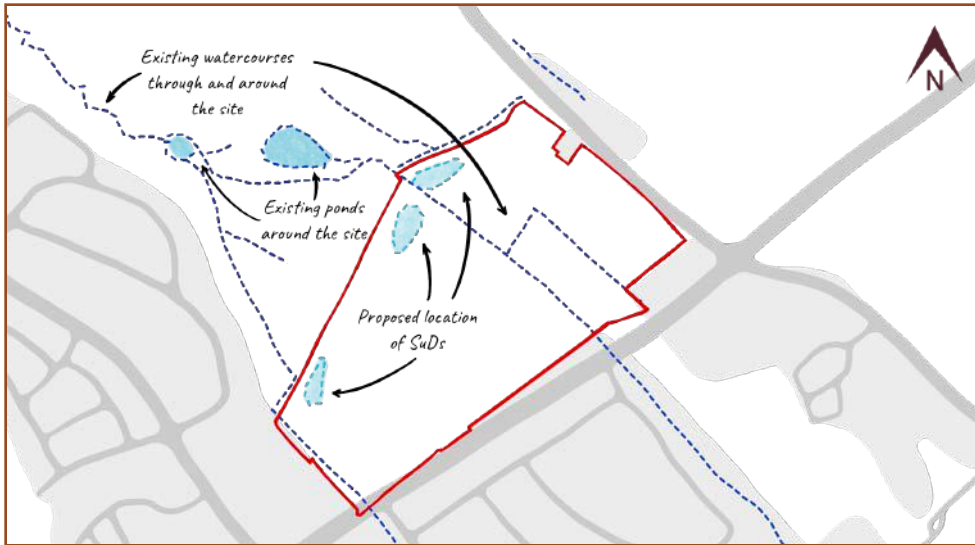 Existing watercourses
through and around
the site
N
Existing ponds
around the site
Proposed location
of SuDs